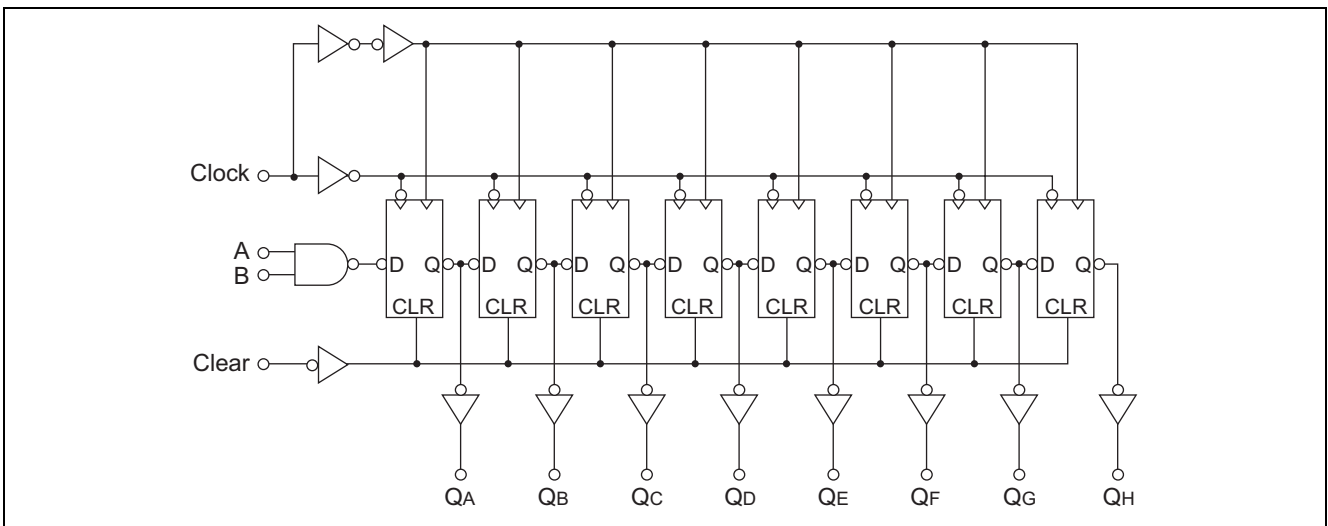 Clock
A
B
D Q D Q D Q D Q D Q D Q D Q D Q
CLR CLR CLR CLR CLR CLR CLR CLR
Clear
QA QB QC QD QE QF QG QH